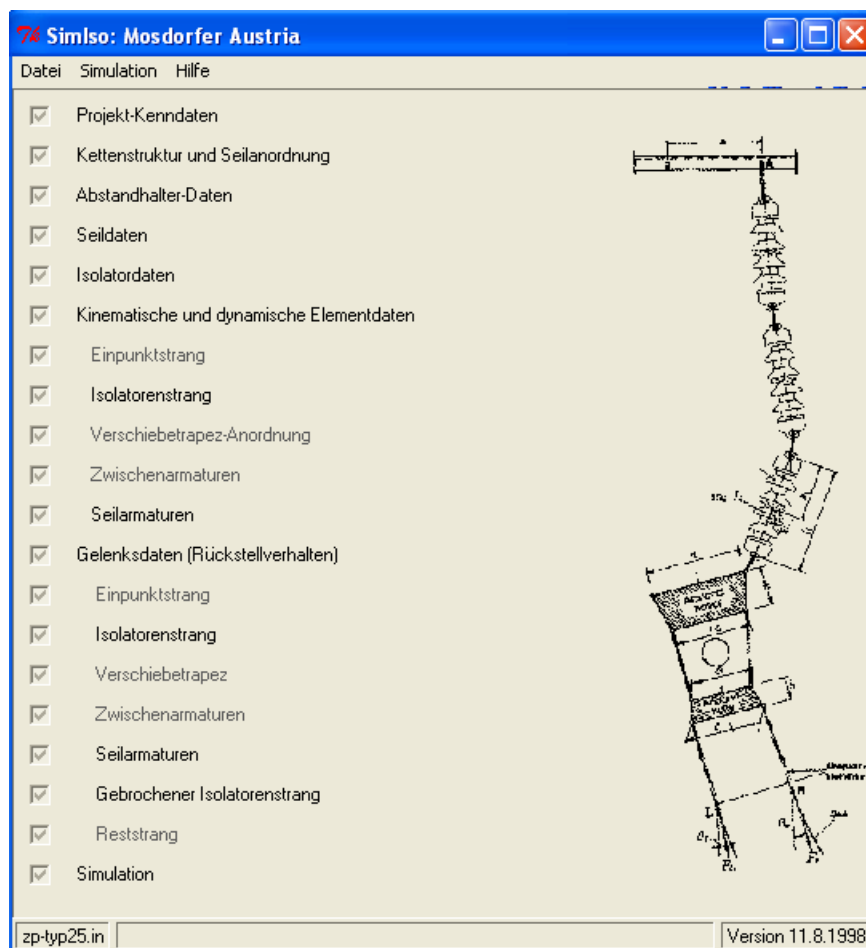 SimIso: Mosdorfer Austria
Datei Simulation Hilfe
Projekt-Kenndaten
Kettenstruktur und Seilanordnung
Abstandhalter-Daten
Seildaten
Isolatordaten
Kinematische und dynamische Elementdaten
Einpunktstrang
Isolatorenstrang
Verschiebetrapez-Anordnung
Zwischenarmaturen
Seilarmaturen
Gelenksdaten (Rückstellverhalten)
Einpunktstrang
Isolatorenstrang
Verschiebetrapez
Zwischenarmaturen
Seilarmaturen
Gebrochener Isolatorenstrang
Reststrang
Simulation
zp-typ25.in
Version 11.8.1998